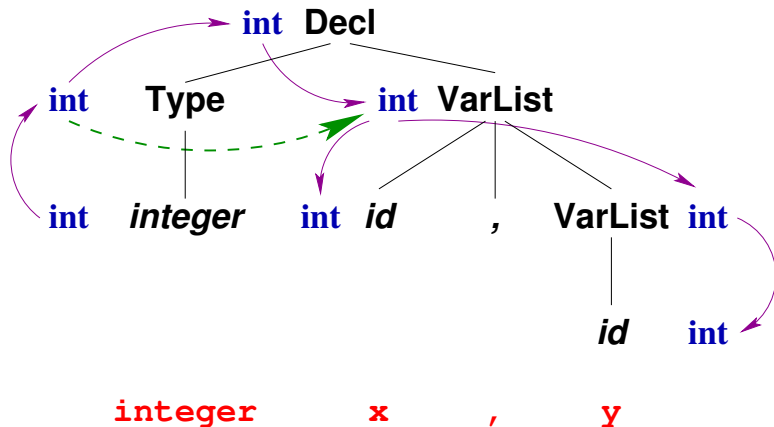 int Decl
int Type int VarList
int integer int id , VarList int
id int
integer x , y